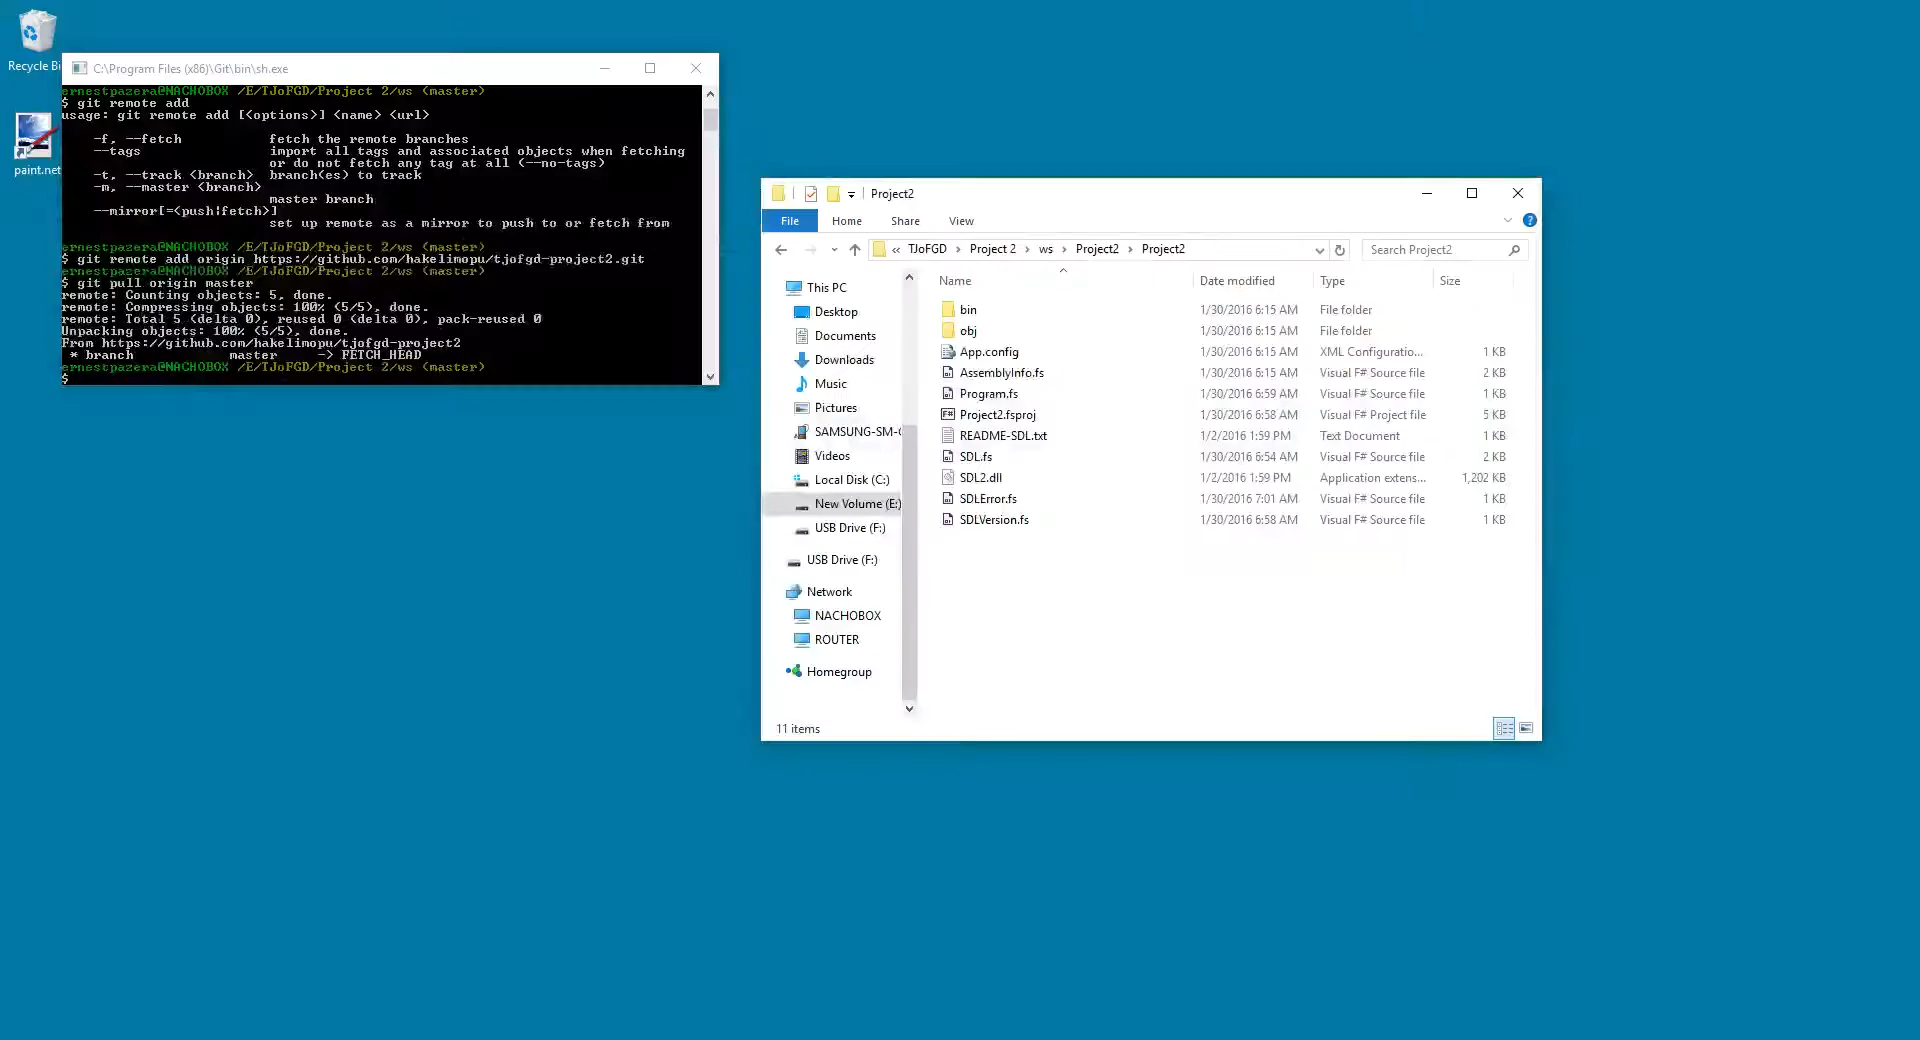 Recycle Bi
paint.net
C:\Program Files (x86)\Git\bin\sh.exe
ernestpazera@NACHOBOX /E/TJoFGD/Project 2/ws (master)
$ git remote add
usage: git remote add [<options>] <name> <url>
-f, --fetch fetch the remote branches
--tags import all tags and associated objects when fetching
or do not fetch any tag at all (--no-tags)
-t, --track <branch> branch(es) to track
-m, --master <branch>
master branch
--mirror[=<push|fetch>]
set up remote as a mirror to push to or fetch from
ernestpazera@NACHOBOX /E/TJoFGD/Project 2/ws (master)
$ git remote add origin https://github.com/hakelimopu/tjofgd-project2.git
ernestpazera@NACHOBOX /E/TJoFGD/Project 2/ws (master)
$ git pull origin master
remote: Counting objects: 5, done.
remote: Compressing objects: 100% (5/5), done.
remote: Total 5 (delta 0), reused 0 (delta 0), pack-reused 0
Unpacking objects: 100% (5/5), done.
From https://github.com/hakelimopu/tjofgd-project2
* branch master -> FETCH_HEAD
ernestpazera@NACHOBOX /E/TJoFGD/Project 2/ws (master)
$
Project2
File Home Share View
« TJoFGD > Project 2 > ws > Project2 > Project2
Search Project2
This PC
Desktop
Documents
Downloads
Music
Pictures
SAMSUNG-SM-G
Videos
Local Disk (C:)
New Volume (E:)
USB Drive (F:)
USB Drive (F:)
Network
NACHOBOX
ROUTER
Homegroup
Name Date modified Type Size
bin 1/30/2016 6:15 AM File folder
obj 1/30/2016 6:15 AM File folder
App.config 1/30/2016 6:15 AM XML Configuratio... 1 KB
AssemblyInfo.fs 1/30/2016 6:15 AM Visual F# Source file 2 KB
Program.fs 1/30/2016 6:59 AM Visual F# Source file 1 KB
Project2.fsproj 1/30/2016 6:58 AM Visual F# Project file 5 KB
README-SDL.txt 1/2/2016 1:59 PM Text Document 1 KB
SDL.fs 1/30/2016 6:54 AM Visual F# Source file 2 KB
SDL2.dll 1/2/2016 1:59 PM Application extens... 1,202 KB
SDLError.fs 1/30/2016 7:01 AM Visual F# Source file 1 KB
SDLVersion.fs 1/30/2016 6:58 AM Visual F# Source file 1 KB
11 items